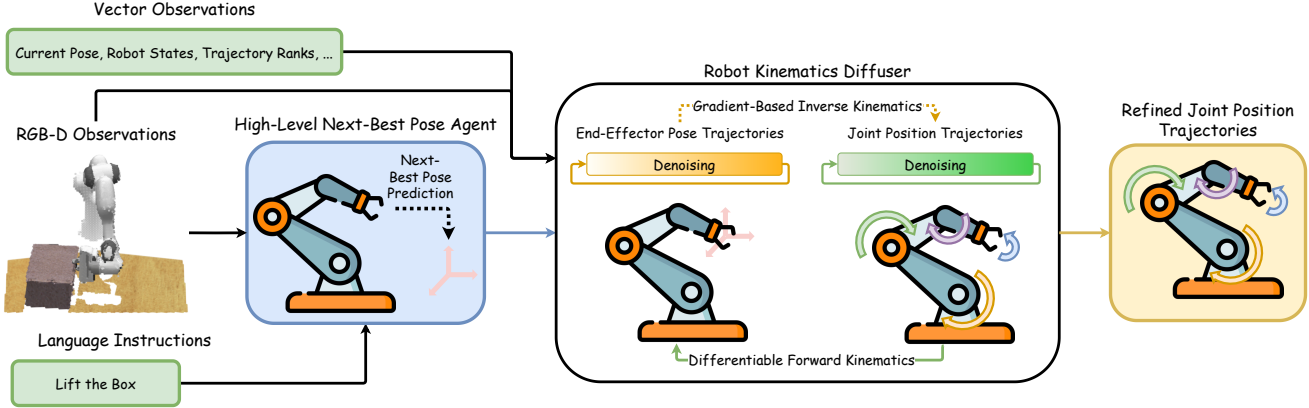 Vector Observations
Current Pose, Robot States, Trajectory Ranks, ...
RGB-D Observations
Language Instructions
Lift the Box
High-Level Next-Best Pose Agent
Next-
Best Pose
Prediction
Robot Kinematics Diffuser
Gradient-Based Inverse Kinematics
End-Effector Pose Trajectories
Denoising
Joint Position Trajectories
Denoising
Differentiable Forward Kinematics
Refined Joint Position
Trajectories